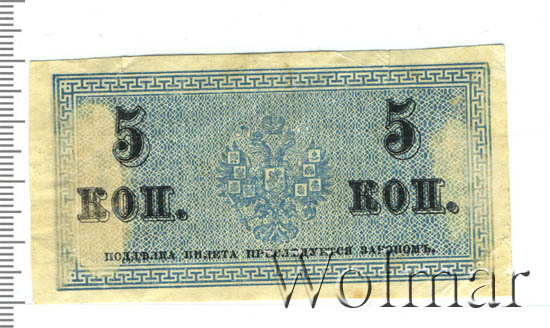 5 5
КОП. КОП.
ПОДДѢЛКА БИЛЕТА ПРЕСЛѢДУЕТСЯ ЗАКОНОМЪ.
Wolmar